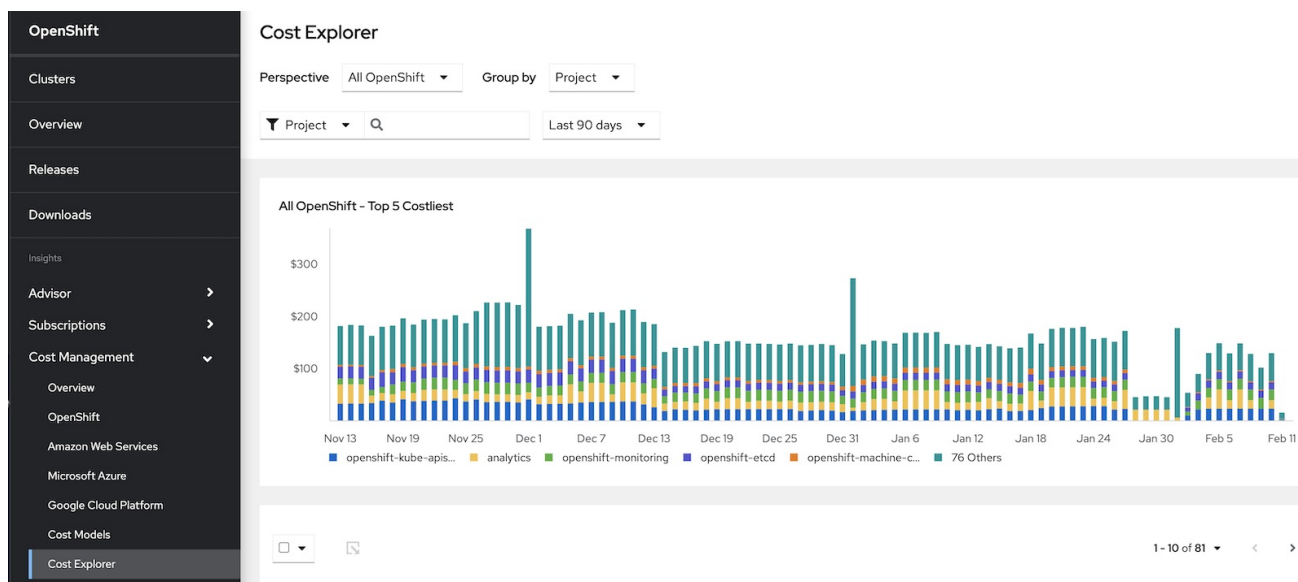 OpenShift
Clusters
Overview
Releases
Downloads
Insights
Advisor
Subscriptions
Cost Management
Overview
OpenShift
Amazon Web Services
Microsoft Azure
Google Cloud Platform
Cost Models
Cost Explorer
Cost Explorer
Perspective All OpenShift Group by Project
Project Last 90 days
All OpenShift - Top 5 Costliest
$300
$200
$100
Nov 13 Nov 19 Nov 25 Dec 1 Dec 7 Dec 13 Dec 19 Dec 25 Dec 31 Jan 6 Jan 12 Jan 18 Jan 24 Jan 30 Feb 5 Feb 11
openshift-kube-apis... analytics openshift-monitoring openshift-etcd openshift-machine-c... 76 Others
1 - 10 of 81